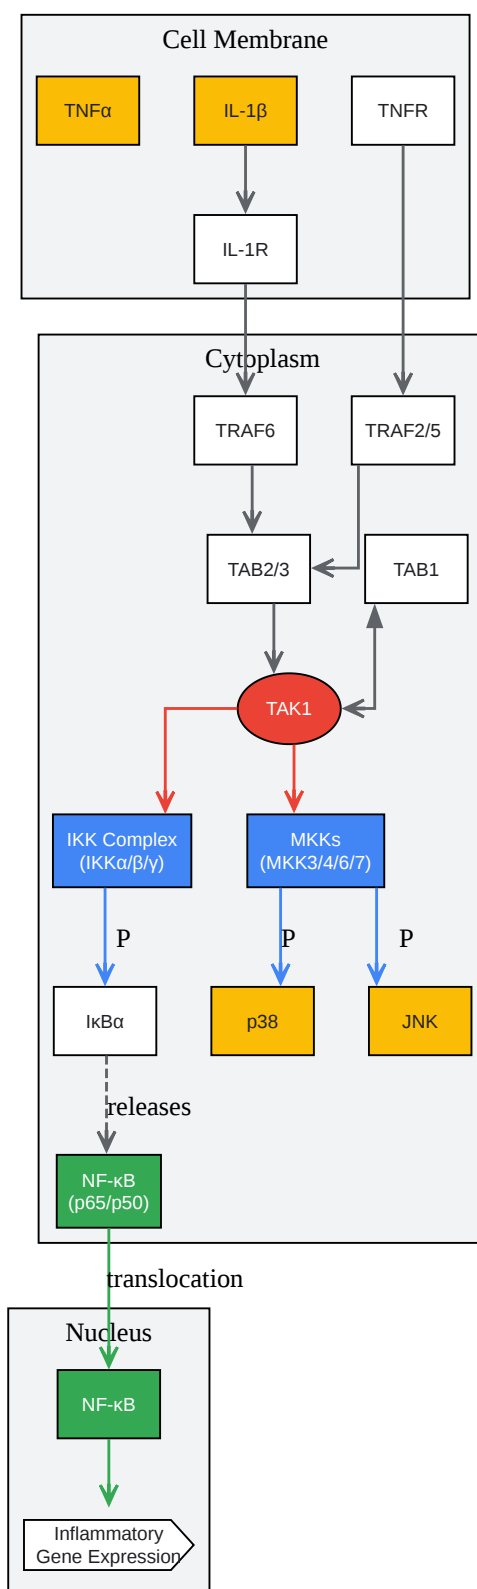 Cell Membrane
TNFα
IL-1β
TNFR
IL-1R
Cytoplasm
TRAF6
TRAF2/5
TAB2/3
TAB1
TAK1
IKK Complex
(IKKα/β/γ)
MKKs
(MKK3/4/6/7)
P
P
P
IκBα
p38
JNK
releases
NF-κB
(p65/p50)
translocation
Nucleus
NF-κB
Inflammatory
Gene Expression